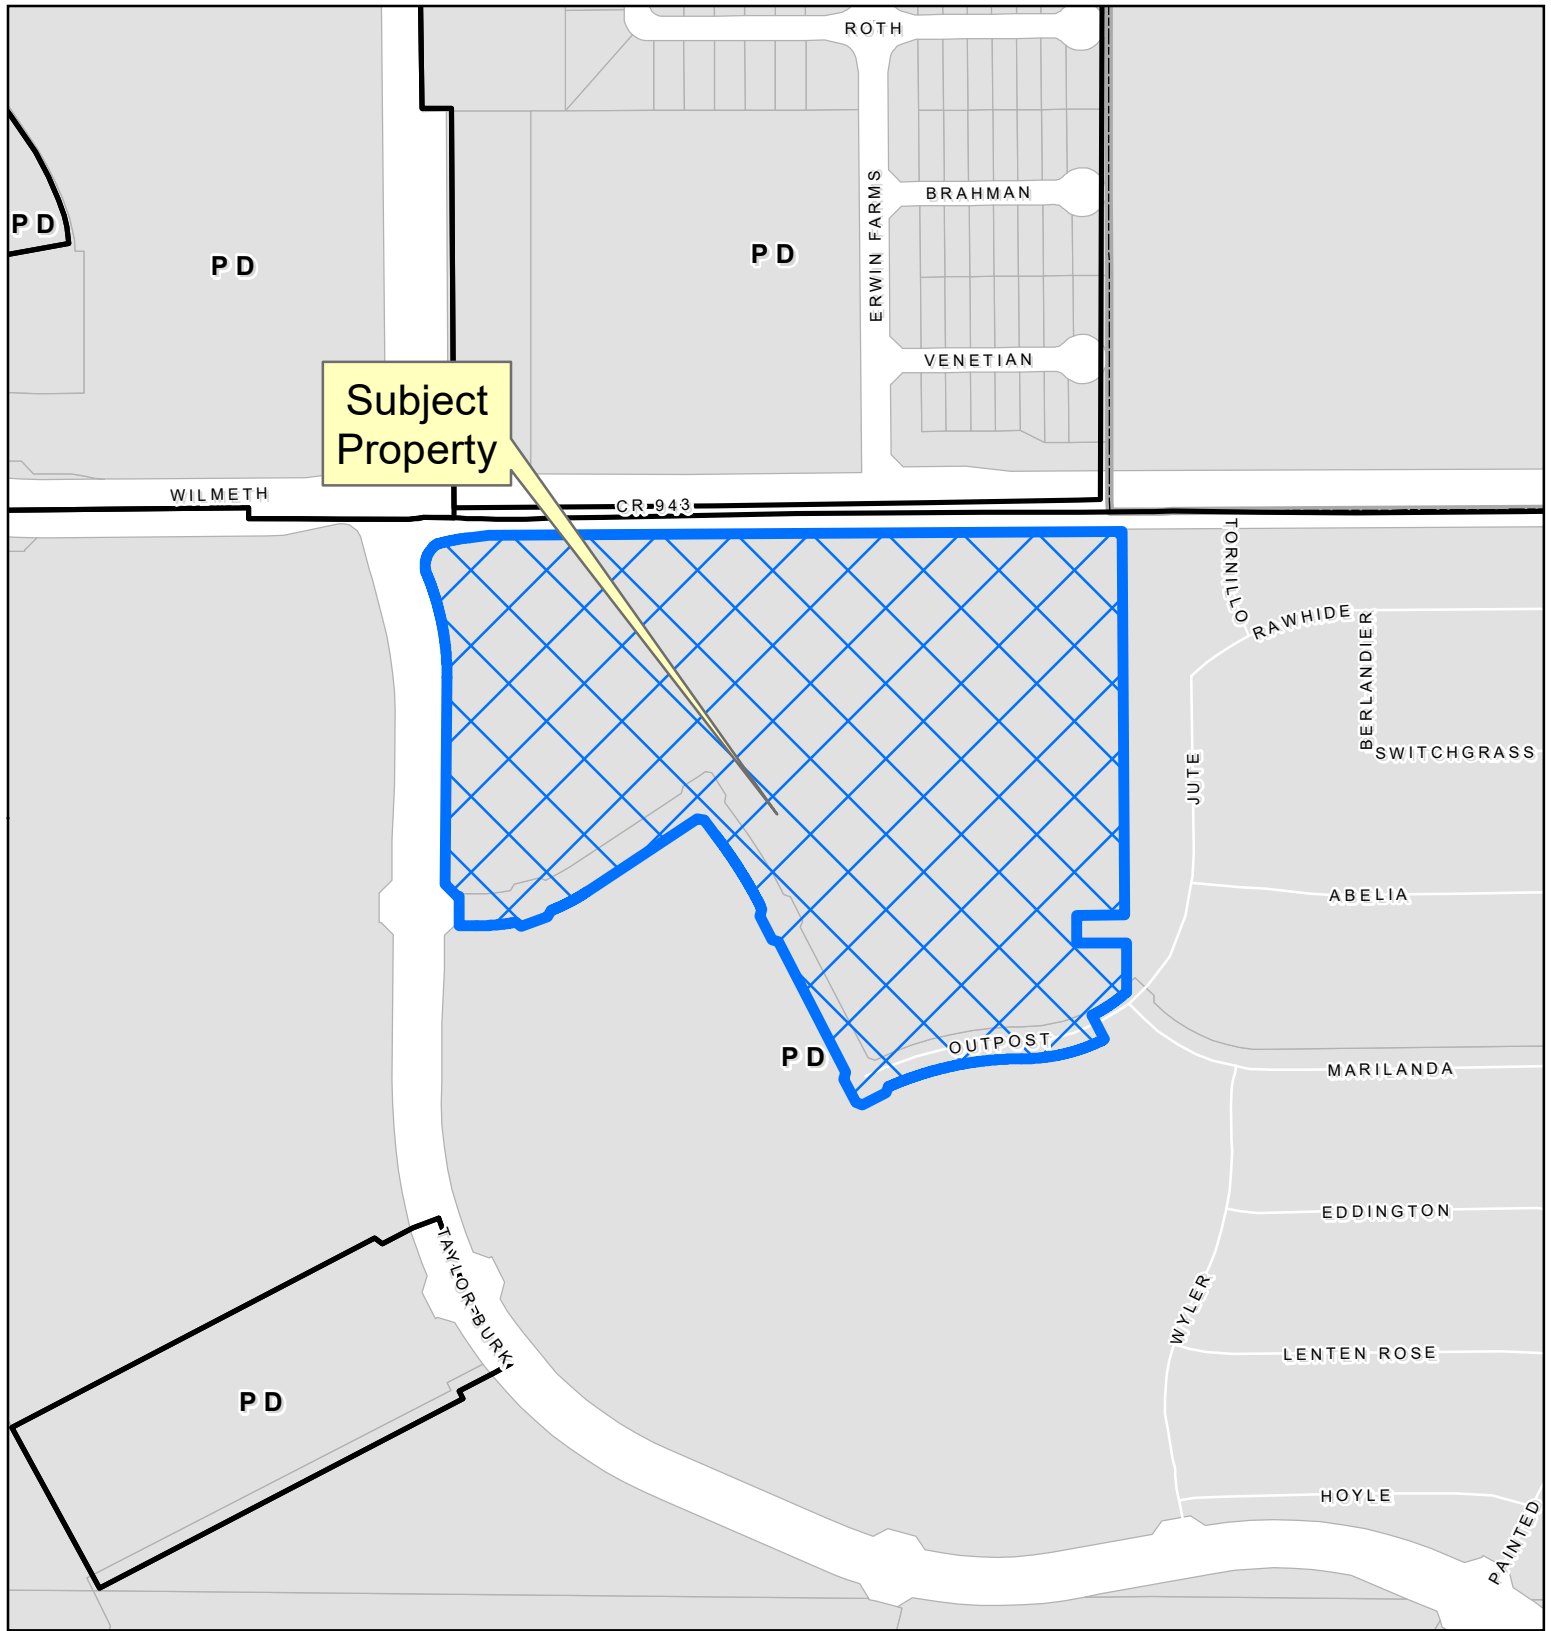 ROTH
BRAHMAN
ERWIN FARMS
PD
PD
PD
VENETIAN
Subject
Property
WILMETH
CR 943
TORNILLO
RAWHIDE
BERLANDIER
SWITCHGRASS
JUTE
ABELIA
OUTPOST
PD
MARILANDA
EDDINGTON
TAYLOR-BURK
WYLER
LENTEN ROSE
PD
HOYLE
PAINTED